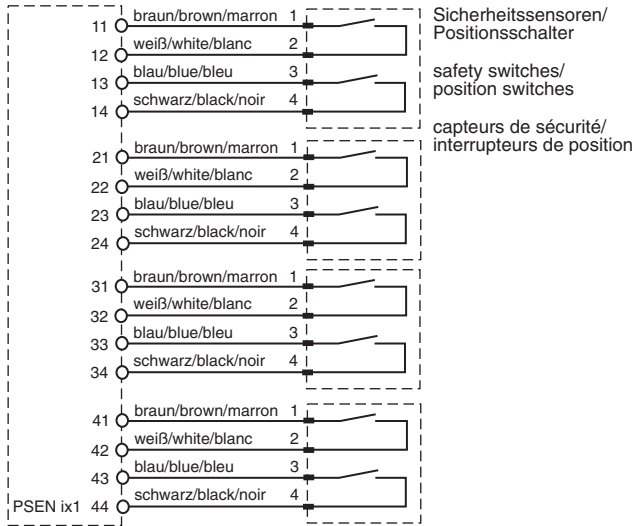 11 braun/brown/marron 1
12 weiß/white/blanc 2
13 blau/blue/bleu 3
14 schwarz/black/noir 4
Sicherheitssensoren/
Positionsschalter
safety switches/
position switches
capteurs de sécurité/
interrupteurs de position
21 braun/brown/marron 1
22 weiß/white/blanc 2
23 blau/blue/bleu 3
24 schwarz/black/noir 4
31 braun/brown/marron 1
32 weiß/white/blanc 2
33 blau/blue/bleu 3
34 schwarz/black/noir 4
41 braun/brown/marron 1
42 weiß/white/blanc 2
43 blau/blue/bleu 3
PSEN ix1 44 schwarz/black/noir 4